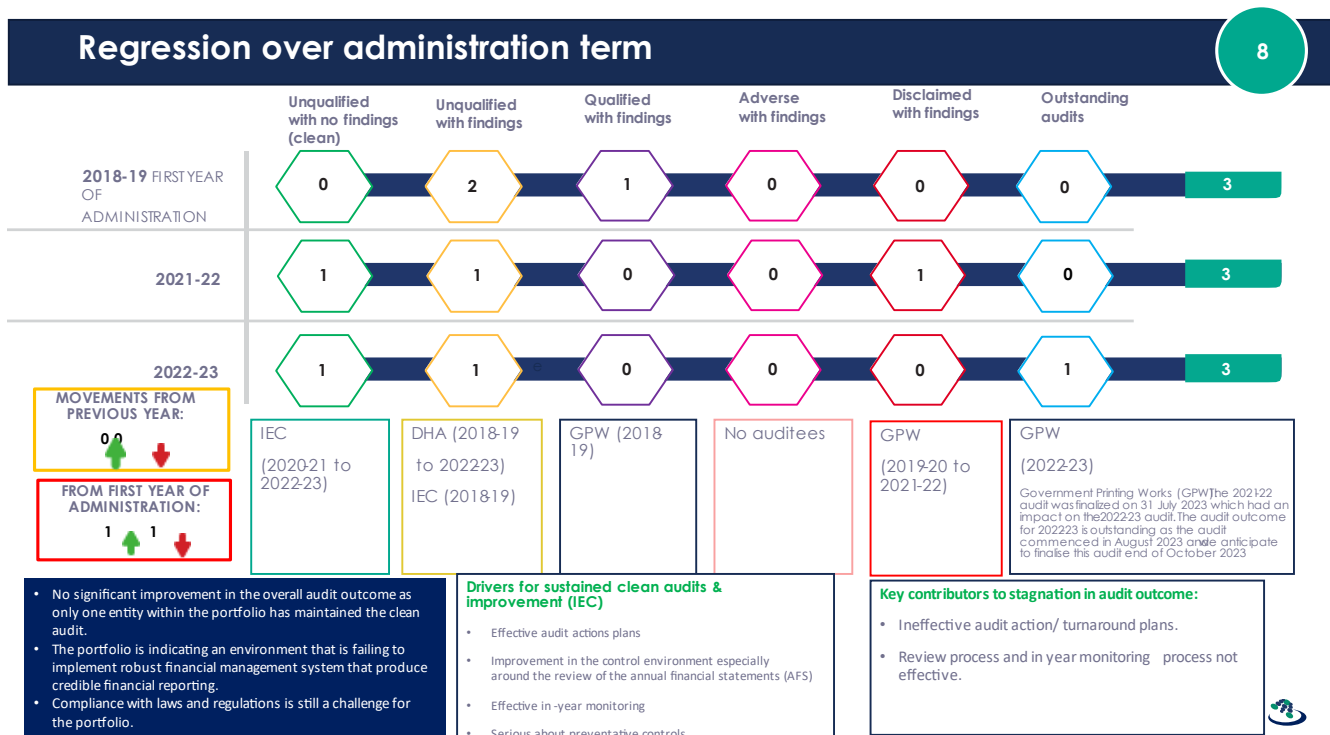 Regression over administration term
8
Unqualified
with no findings
(clean)
Unqualified
with findings
Qualified
with findings
Adverse
with findings
Disclaimed
with findings
Outstanding
audits
2018-19 FIRST YEAR
OF
ADMINISTRATION
0
2
1
0
0
0
3
2021-22
1
1
0
0
1
0
3
2022-23
1
1
0
0
0
1
3
MOVEMENTS FROM
PREVIOUS YEAR:
0 0
FROM FIRST YEAR OF
ADMINISTRATION:
1 1
IEC
(2020-21 to
2022-23)
DHA (2018-19
to 2022-23)
IEC (2018-19)
GPW (2018-
19)
No auditees
GPW
(2019-20 to
2021-22)
GPW
(2022-23)
Government Printing Works (GPW) The 2021-22
audit was finalized on 31 July 2023 which had an
impact on the 2022-23 audit. The audit outcome
for 2022-23 is outstanding as the audit
commenced in August 2023 and we anticipate
to finalise this audit end of October 2023
• No significant improvement in the overall audit outcome as
only one entity within the portfolio has maintained the clean
audit.
• The portfolio is indicating an environment that is failing to
implement robust financial management system that produce
credible financial reporting.
• Compliance with laws and regulations is still a challenge for
the portfolio.
Drivers for sustained clean audits &
improvement (IEC)
• Effective audit actions plans
• Improvement in the control environment especially
around the review of the annual financial statements (AFS)
• Effective in -year monitoring
• Serious about preventative controls
Key contributors to stagnation in audit outcome:
• Ineffective audit action/ turnaround plans.
• Review process and in year monitoring process not
effective.